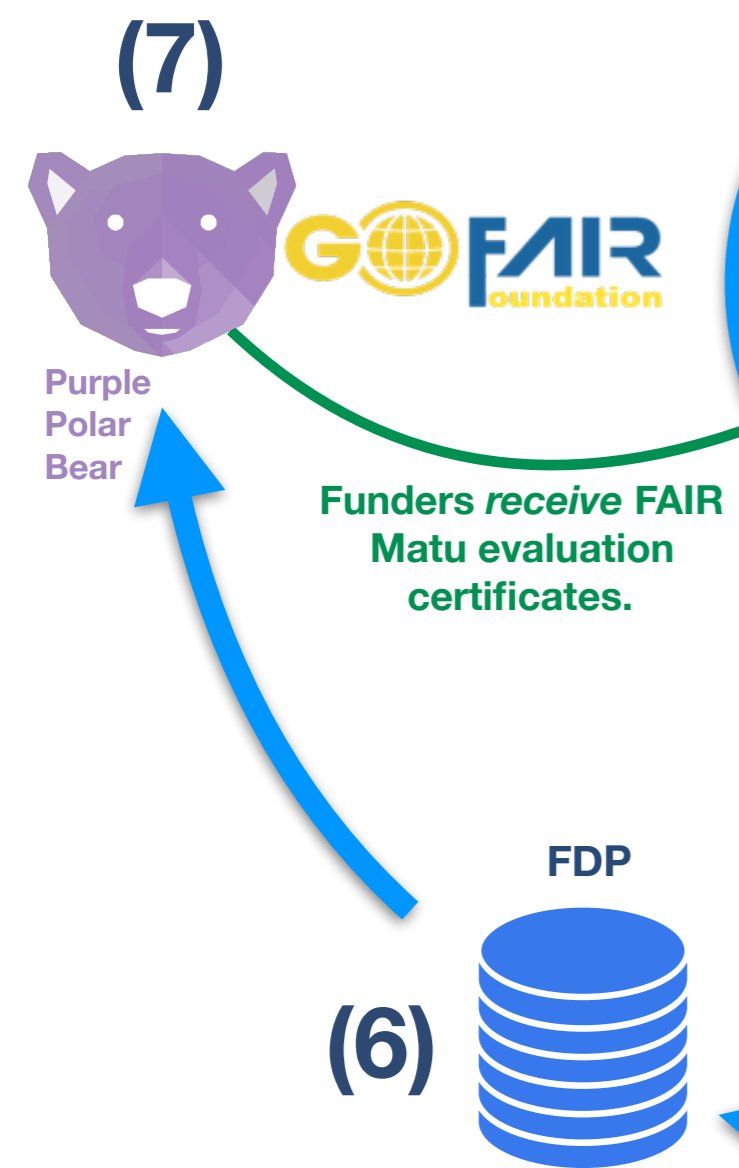 (7)
GO FAIR
Foundation
Purple
Polar
Bear
Funders receive FAIR
Matu evaluation
certificates.
FDP
(6)